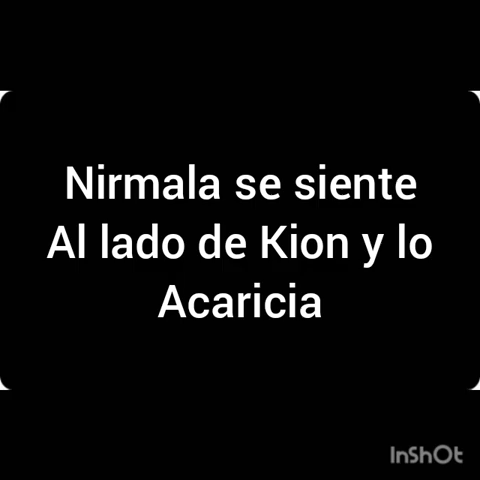 Nirmala se siente
Al lado de Kion y lo
Acaricia
InShOt